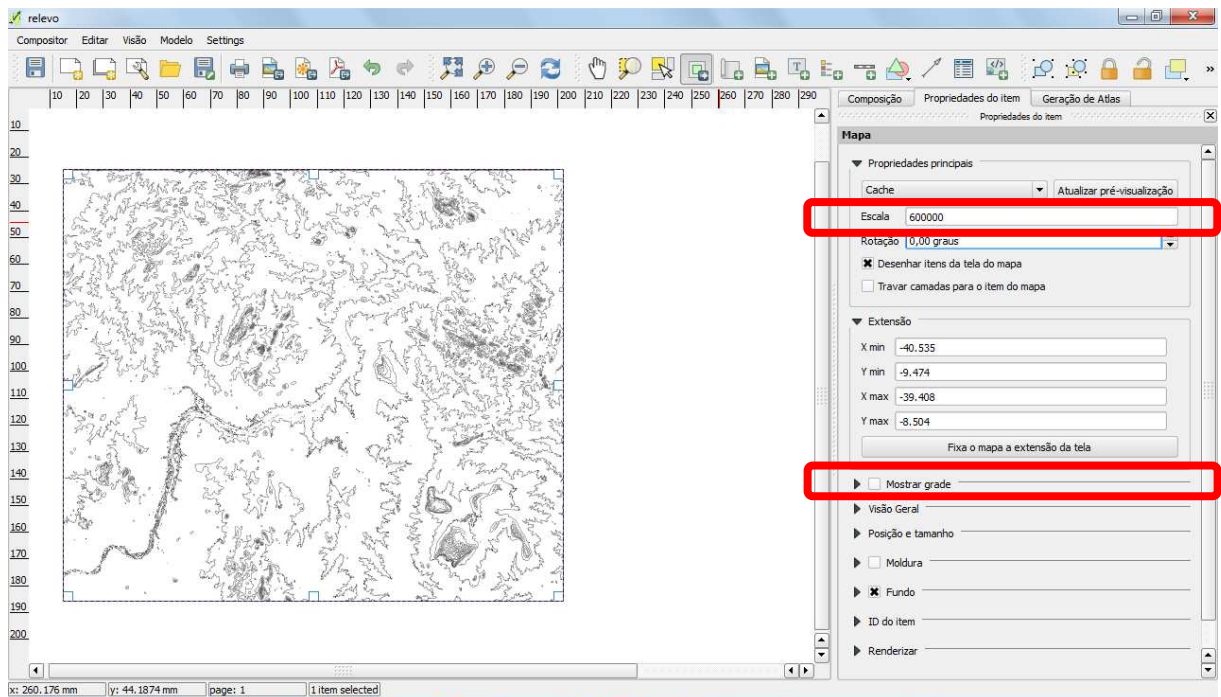 relevo
Compositor Editar Visão Modelo Settings
10 20 30 40 50 60 70 80 90 100 110 120 130 140 150 160 170 180 190 200 210 220 230 240 250 260 270 280 290
10
20
30
40
50
60
70
80
90
100
110
120
130
140
150
160
170
180
190
200
Composição Propriedades do item Geração de Atlas
Propriedades do item
Mapa
Propriedades principais
Cache Atualizar pré-visualização
Escala 600000
Rotação 0,00 graus
Desenhar itens da tela do mapa
Travar camadas para o item do mapa
Extensão
X min -40.535
Y min -9.474
X max -39.408
Y max -8.504
Fixa o mapa a extensão da tela
Mostrar grade
Visão Geral
Posição e tamanho
Moldura
Fundo
ID do item
Renderizar
x: 260.176 mm y: 44.1874 mm page: 1 1 item selected